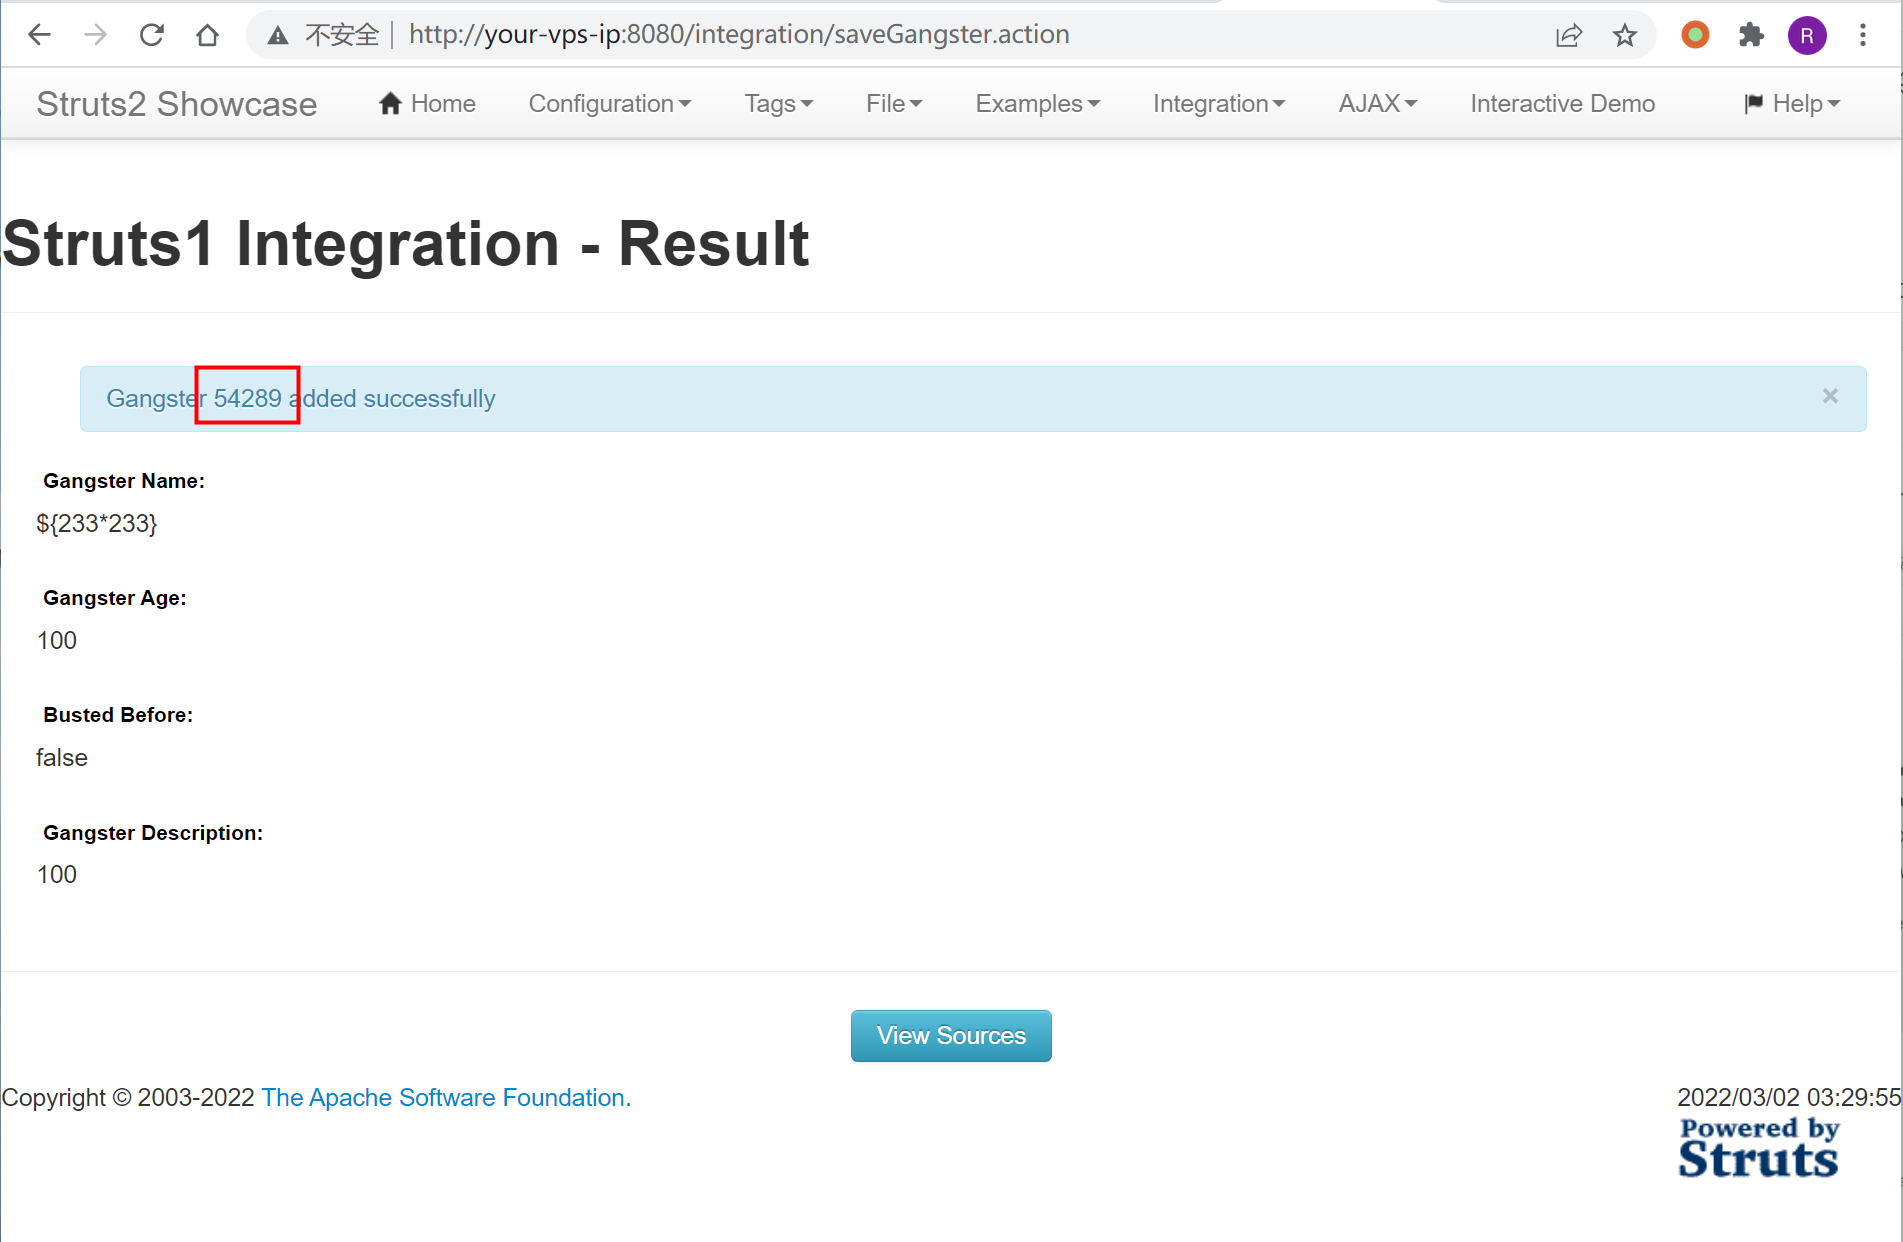 不安全 http://your-vps-ip:8080/integration/saveGangster.action R
Struts2 Showcase Home Configuration Tags File Examples Integration AJAX Interactive Demo Help
Struts1 Integration - Result
Gangster 54289 added successfully ×
Gangster Name:
${233*233}
Gangster Age:
100
Busted Before:
false
Gangster Description:
100
View Sources
Copyright © 2003-2022 The Apache Software Foundation. 2022/03/02 03:29:55
Powered by
Struts